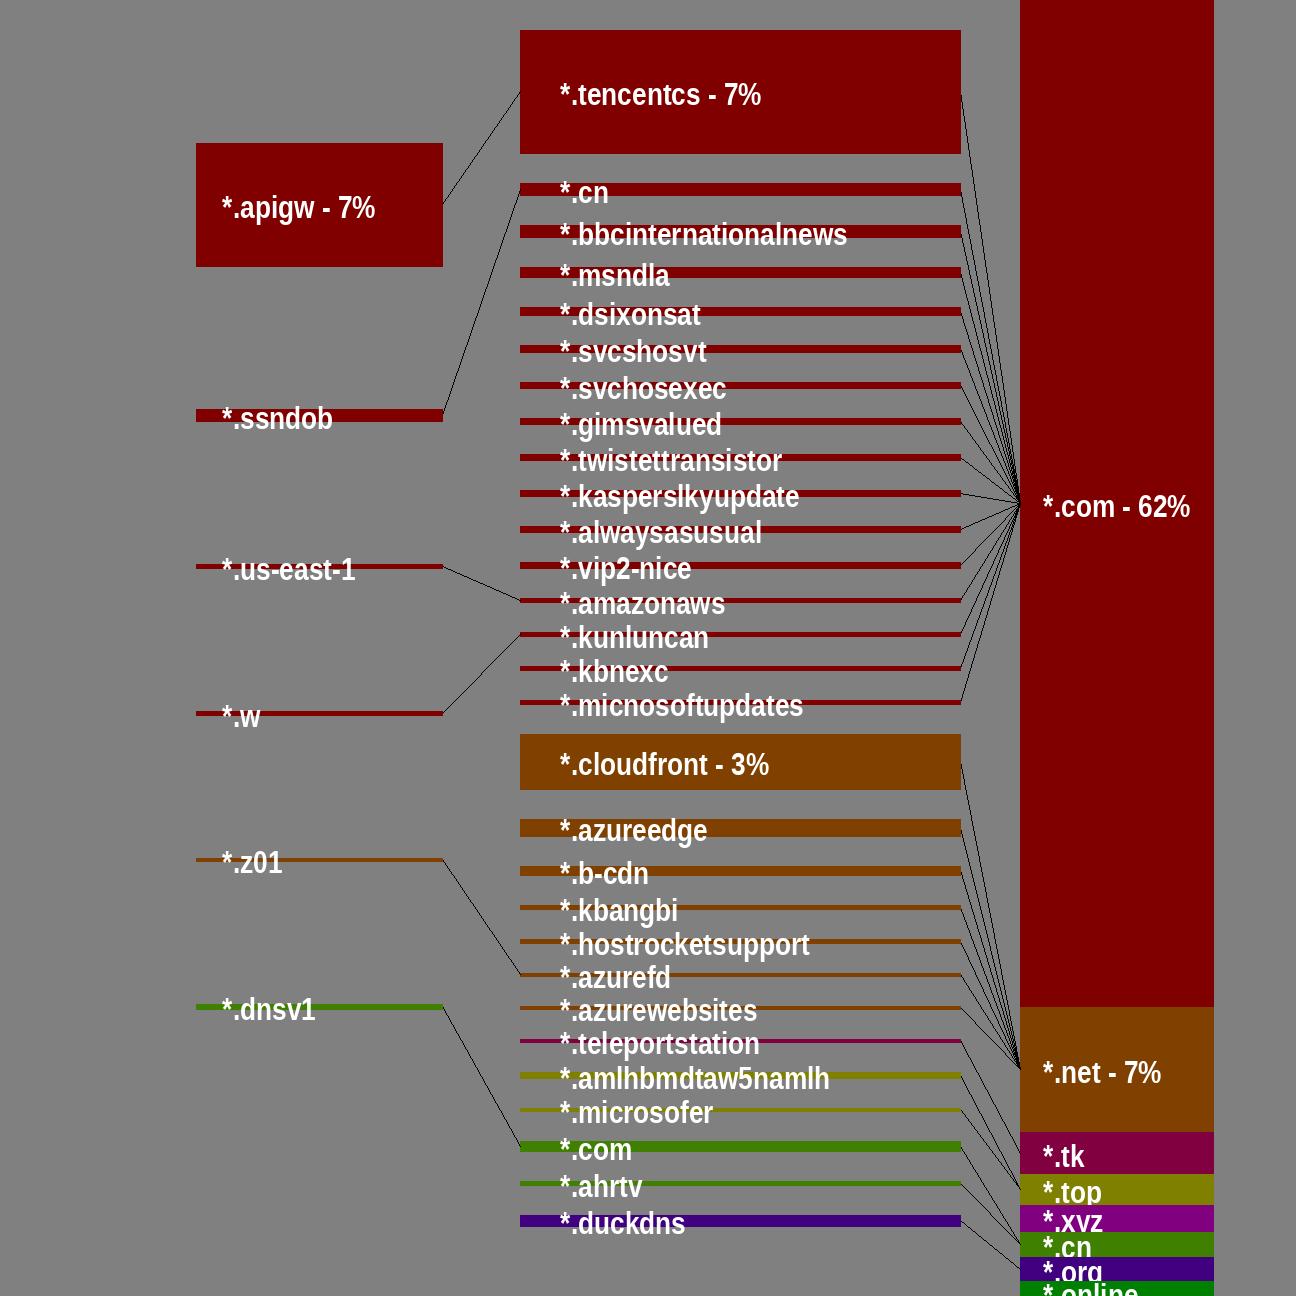 *.apigw - 7%
*.ssndob
*.us-east-1
*.w
*.z01
*.dnsv1
*.tencentcs - 7%
*.cn
*.bbcinternationalnews
*.msndla
*.dsixonsat
*.svcshosvt
*.svchosexec
*.gimsvalued
*.twistettransistor
*.kasperslkyupdate
*.alwaysasusual
*.vip2-nice
*.amazonaws
*.kunluncan
*.kbnexc
*.micnosoftupdates
*.cloudfront - 3%
*.azureedge
*.b-cdn
*.kbangbi
*.hostrocketsupport
*.azurefd
*.azurewebsites
*.teleportstation
*.amlhbmdtaw5namlh
*.microsofer
*.com
*.ahrtv
*.duckdns
*.com - 62%
*.net - 7%
*.tk
*.top
*.xyz
*.cn
*.org
*.online